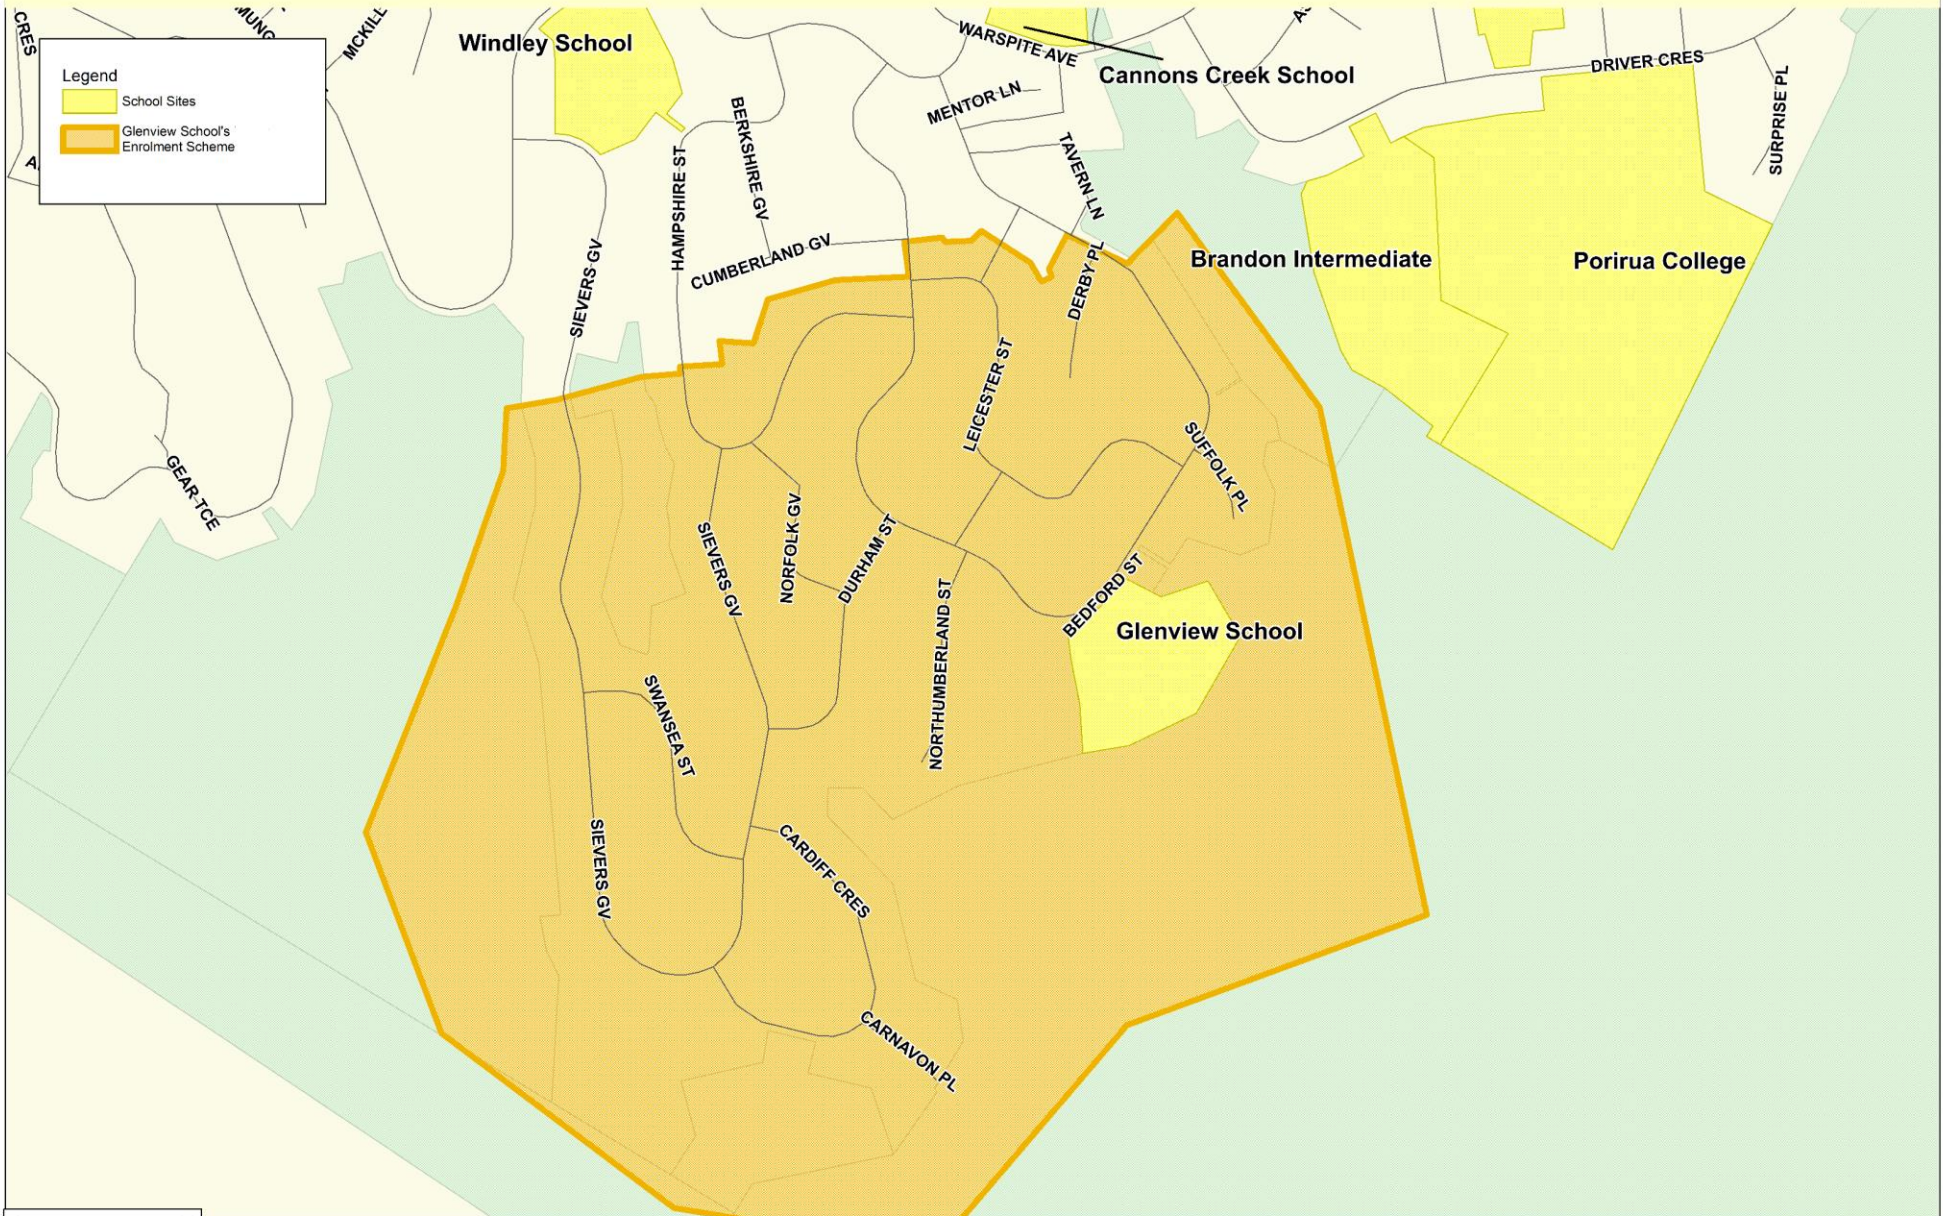 CRES
MUNG
MCKILL
Windley School
WARSPITE AVE
Cannons Creek School
DRIVER CRES
SURPRISE PL
Legend
School Sites
Glenview School's
Enrolment Scheme
MENTOR LN
BERKSHIRE GV
HAMPSHIRE ST
TAVERN LN
CUMBERLAND GV
SIEVERS GV
DERBY PL
Brandon Intermediate
Porirua College
LEICESTER ST
SUFFOLK PL
GEAR TCE
SIEVERS GV
NORFOLK GV
DURHAM ST
BEDFORD ST
NORTHUMBERLAND ST
Glenview School
SWANSEA ST
SIEVERS GV
CARDIFF CRES
CARNAVON PL